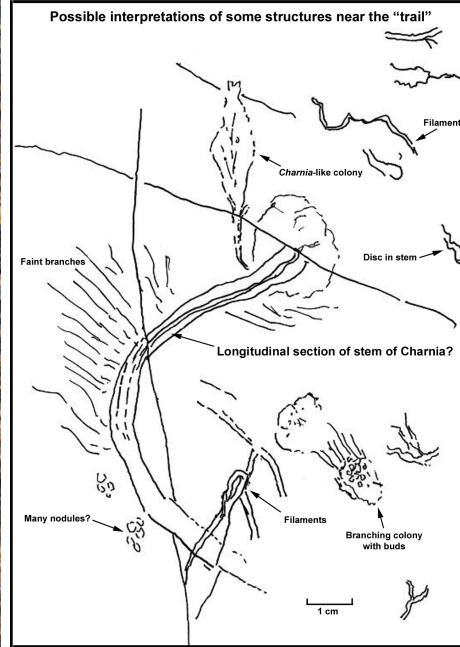 Possible interpretations of some structures near the “trail”
Filament
Charnia-like colony
Faint branches
Disc in stem
Longitudinal section of stem of Charnia?
Many nodules?
Filaments
Branching colony
with buds
1 cm